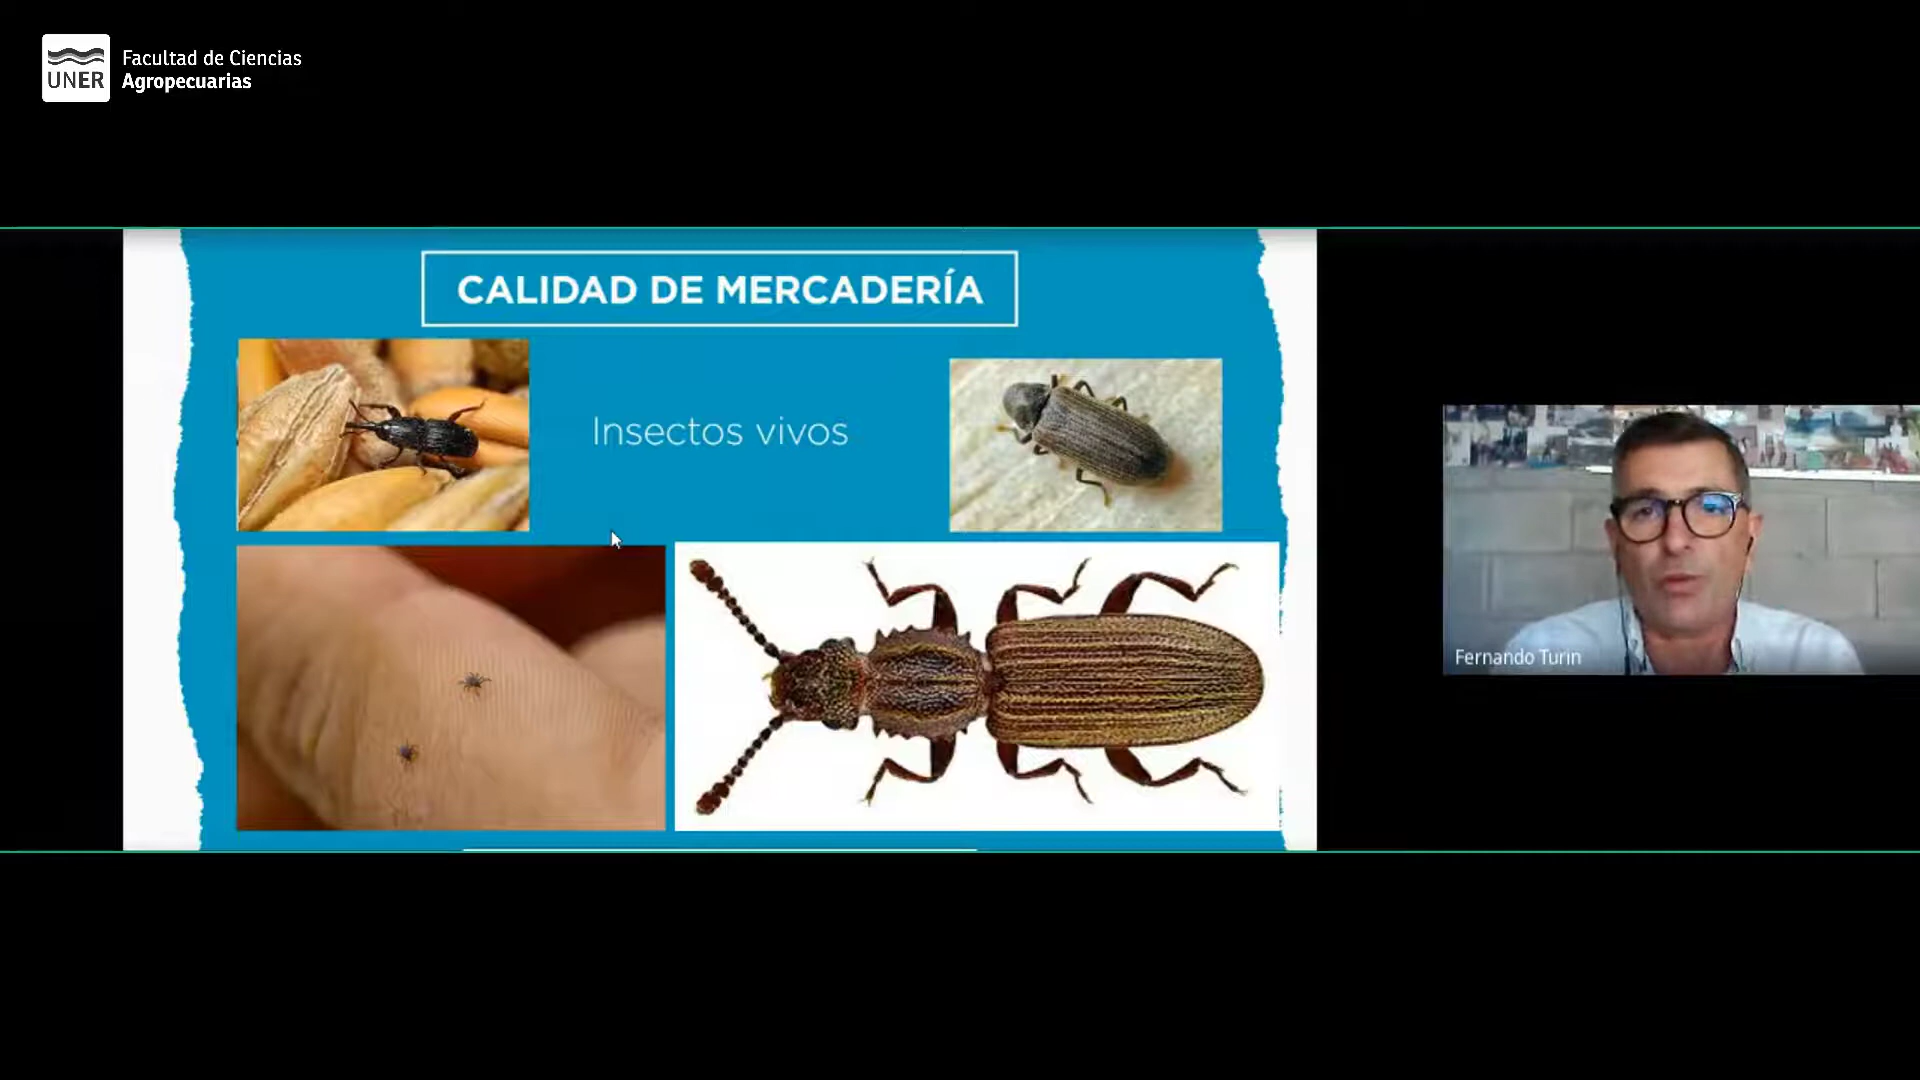 UNER
Facultad de Ciencias
Agropecuarias
CALIDAD DE MERCADERÍA
Insectos vivos
Fernando Turin